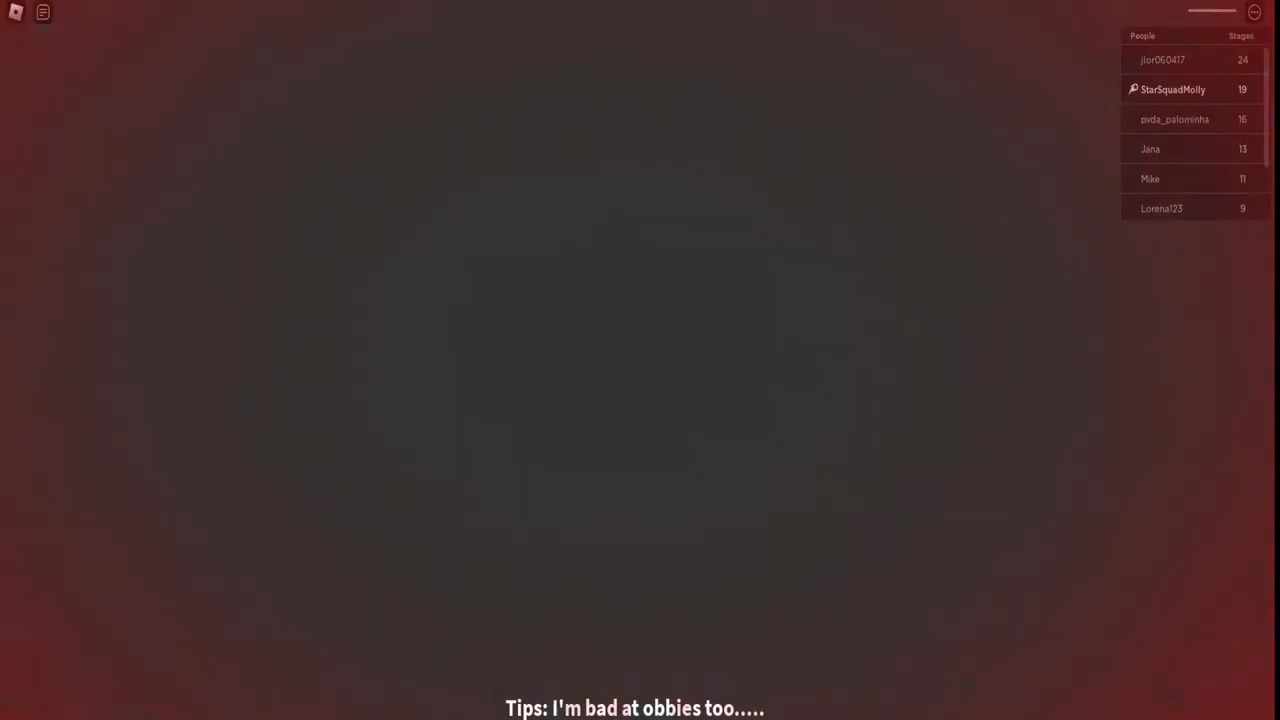 People Stages
jlor060417 24
StarSquadMolly 19
pvda_palominha 16
Jana 13
Mike 11
Lorena123 9
Tips: I'm bad at obbies too.....